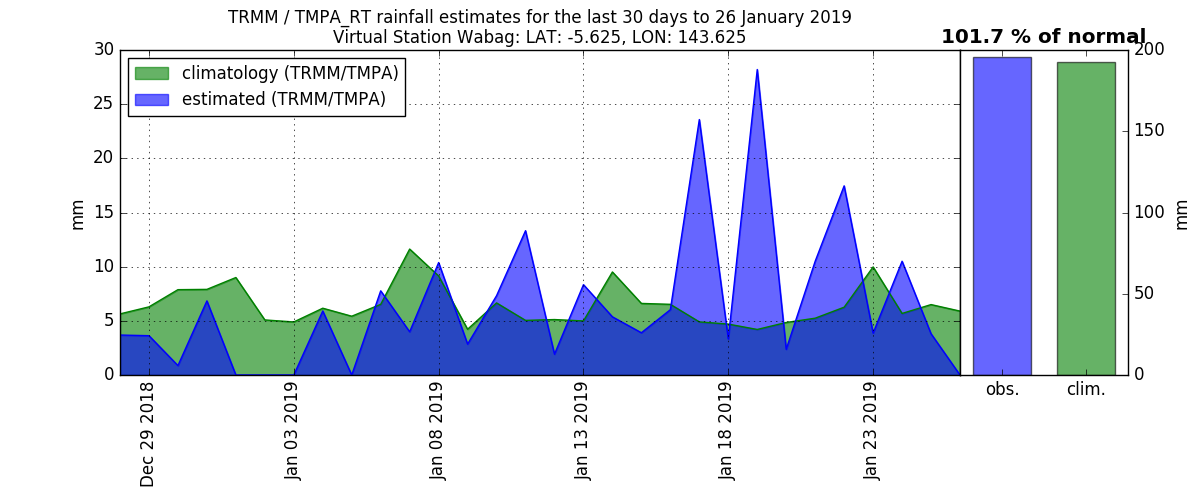 TRMM / TMPA_RT rainfall estimates for the last 30 days to 26 January 2019
Virtual Station Wabag: LAT: -5.625, LON: 143.625
101.7 % of normal
climatology (TRMM/TMPA)
estimated (TRMM/TMPA)
30
25
20
15
10
5
0
mm
200
150
100
50
0
mm
Dec 29 2018
Jan 03 2019
Jan 08 2019
Jan 13 2019
Jan 18 2019
Jan 23 2019
obs.
clim.